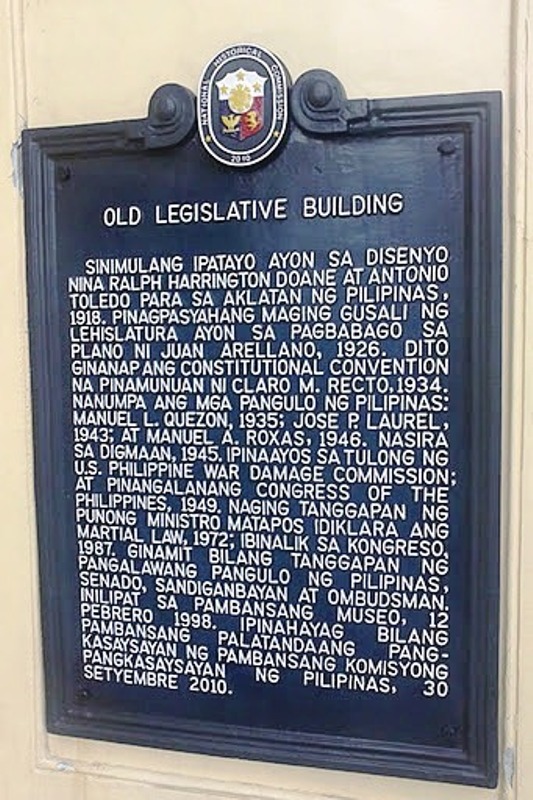 NATIONAL HISTORICAL COMMISSION
2010
OLD LEGISLATIVE BUILDING
SINIMULANG IPATAYO AYON SA DISENYO
NINA RALPH HARRINGTON DOANE AT ANTONIO
TOLEDO PARA SA AKLATAN NG PILIPINAS,
1918. PINAGPASYAHANG MAGING GUSALI NG
LEHISLATURA AYON SA PAGBABAGO SA
PLANO NI JUAN ARELLANO, 1926. DITO
GINANAP ANG CONSTITUTIONAL CONVENTION
NA PINAMUNUAN NI CLARO M. RECTO.1934.
NANUMPA ANG MGA PANGULO NG PILIPINAS:
MANUEL L. QUEZON, 1935; JOSE P. LAUREL,
1943; AT MANUEL A. ROXAS, 1946. NASIRA
SA DIGMAAN, 1945. IPINAAYOS SA TULONG NG
U.S. PHILIPPINE WAR DAMAGE COMMISSION;
AT PINANGALANANG CONGRESS OF THE
PHILIPPINES, 1949. NAGING TANGGAPAN NG
PUNONG MINISTRO MATAPOS IDIKLARA ANG
MARTIAL LAW, 1972; IBINALIK SA KONGRESO,
1987. GINAMIT BILANG TANGGAPAN NG
PANGALAWANG PANGULO NG PILIPINAS,
SENADO, SANDIGANBAYAN AT OMBUDSMAN.
INILIPAT SA PAMBANSANG MUSEO, 12
PEBRERO 1998. IPINAHAYAG BILANG
PAMBANSANG PALATANDAANG PANG-
KASAYSAYAN NG PAMBANSANG KOMISYONG
PANGKASAYSAYAN NG PILIPINAS, 30
SETYEMBRE 2010.